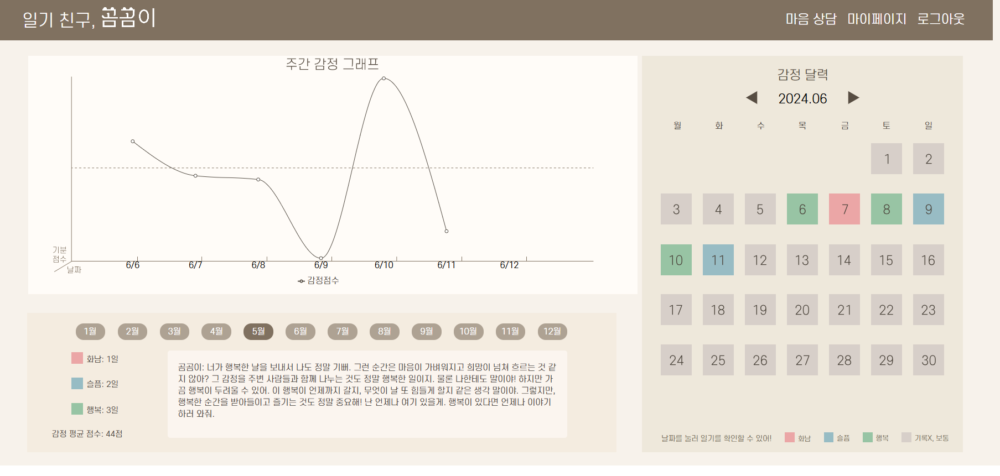 일기 친구, 곰곰이
마음 상담 마이페이지 로그아웃
주간 감정 그래프
기분
점수
날짜
6/6 6/7 6/8 6/9 6/10 6/11 6/12
감정점수
감정 달력
2024.06
월 화 수 목 금 토 일
1 2
3 4 5 6 7 8 9
10 11 12 13 14 15 16
17 18 19 20 21 22 23
24 25 26 27 28 29 30
날짜를 눌러 일기를 확인할 수 있어! 화남 슬픔 행복 기록X, 보통
1월 2월 3월 4월 5월 6월 7월 8월 9월 10월 11월 12월
화남: 1일
슬픔: 2일
행복: 3일
감정 평균 점수: 44점
곰곰이: 너가 행복한 날을 보내서 나도 정말 기뻐. 그런 순간은 마음이 가벼워지고 희망이 넘쳐 흐르는 것 같
지 않아? 그 감정을 주변 사람들과 함께 나누는 것도 정말 행복한 일이지. 물론 나한테도 말이야! 하지만 가
끔 행복이 두려울 수 있어. 이 행복이 언제까지 갈지, 무엇이 날 또 힘들게 할지 같은 생각 말이야. 그렇지만,
행복한 순간을 받아들이고 즐기는 것도 정말 중요해! 난 언제나 여기 있을게. 행복이 있다면 언제나 이야기
하러 와줘.